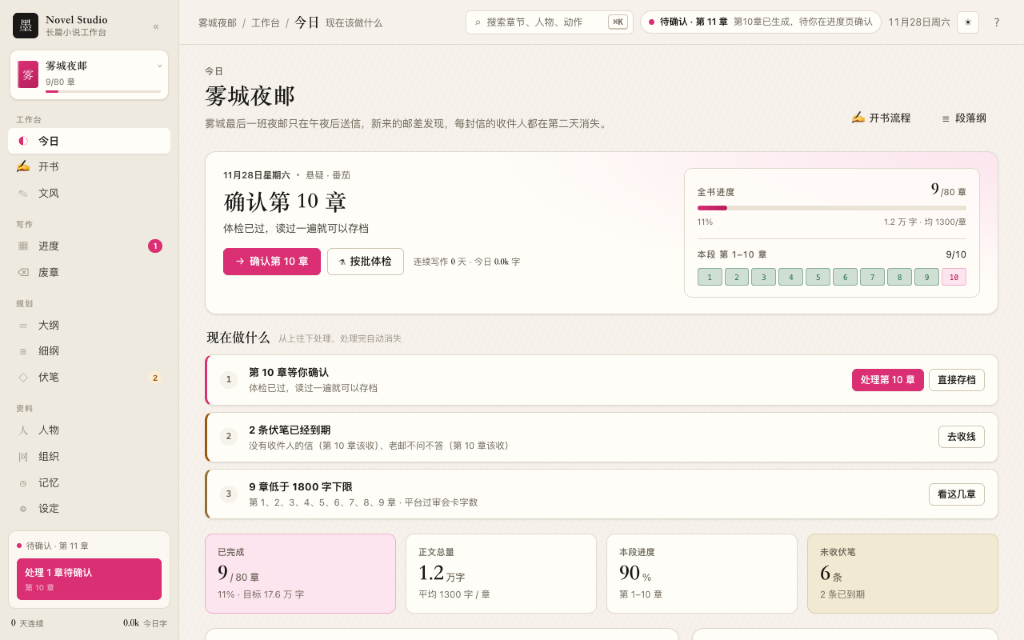 墨
Novel Studio
长篇小说工作台
«
雾
雾城夜邮
9/80 章
工作台
今日
开书
文风
写作
进度 1
废章
规划
大纲
细纲
伏笔 2
资料
人物
组织
记忆
设定
待确认 · 第 11 章
处理 1 章待确认
第 10 章
0 天连续 0.0k 今日字
雾城夜邮 / 工作台 / 今日 现在该做什么
搜索章节、人物、动作 ⌘K
待确认 · 第 11 章 第10章已生成，待你在进度页确认
11月28日周六
?
今日
雾城夜邮
雾城最后一班夜邮只在午夜后送信，新来的邮差发现，每封信的收件人都在第二天消失。
✍️ 开书流程
≡ 段落纲
11月28日星期六 · 悬疑 · 番茄
确认第 10 章
体检已过，读过一遍就可以存档
→ 确认第 10 章
按批体检
连续写作 0 天 · 今日 0.0k 字
全书进度 9/80 章
11% 1.2 万字 · 均 1300/章
本段 第 1–10 章 9/10
1 2 3 4 5 6 7 8 9 10
现在做什么 从上往下处理，处理完自动消失
1
第 10 章等你确认
体检已过，读过一遍就可以存档
处理第 10 章
直接存档
2
2 条伏笔已经到期
没有收件人的信（第 10 章该收）、老邮不问不答（第 10 章该收）
去收线
3
9 章低于 1800 字下限
第 1、2、3、4、5、6、7、8、9 章 · 平台过审会卡字数
看这几章
已完成
9 / 80 章
11% · 目标 17.6 万 字
正文总量
1.2 万字
平均 1300 字 / 章
本段进度
90 %
第 1–10 章
未收伏笔
6 条
2 条已到期